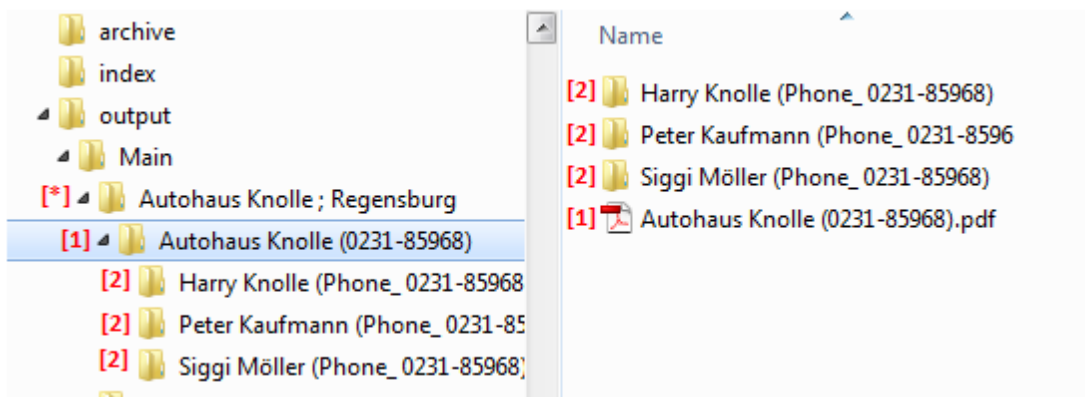 archive
index
output
Main
[*] Autohaus Knolle ; Regensburg
[1] Autohaus Knolle (0231-85968)
[2] Harry Knolle (Phone_ 0231-85968
[2] Peter Kaufmann (Phone_ 0231-85
[2] Siggi Möller (Phone_ 0231-85968)
Name
[2] Harry Knolle (Phone_ 0231-85968)
[2] Peter Kaufmann (Phone_ 0231-8596
[2] Siggi Möller (Phone_ 0231-85968)
[1] Autohaus Knolle (0231-85968).pdf